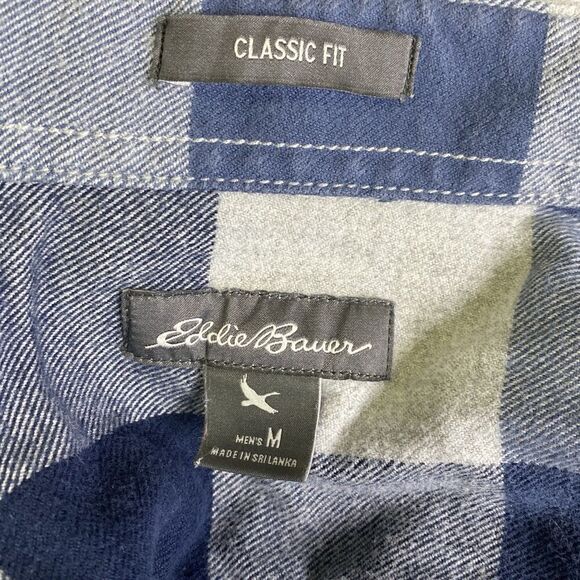 CLASSIC FIT
Eddie Bauer
MEN'S M
MADE IN SRI LANKA